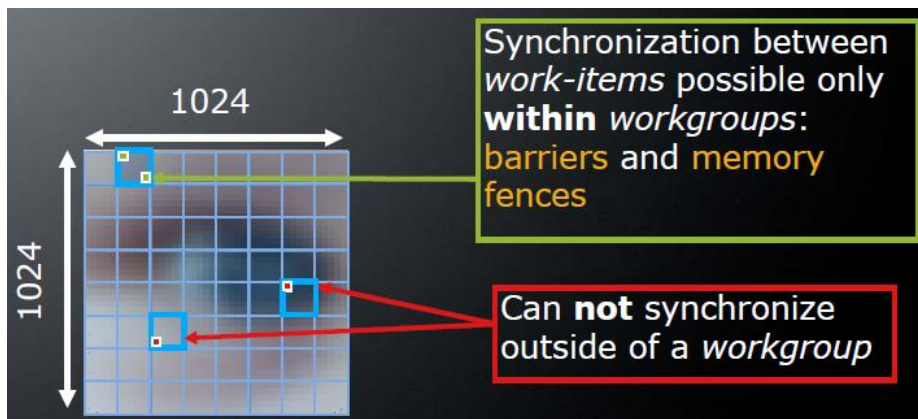 1024
1024
Synchronization between
work-items possible only
within workgroups:
barriers and memory
fences
Can not synchronize
outside of a workgroup